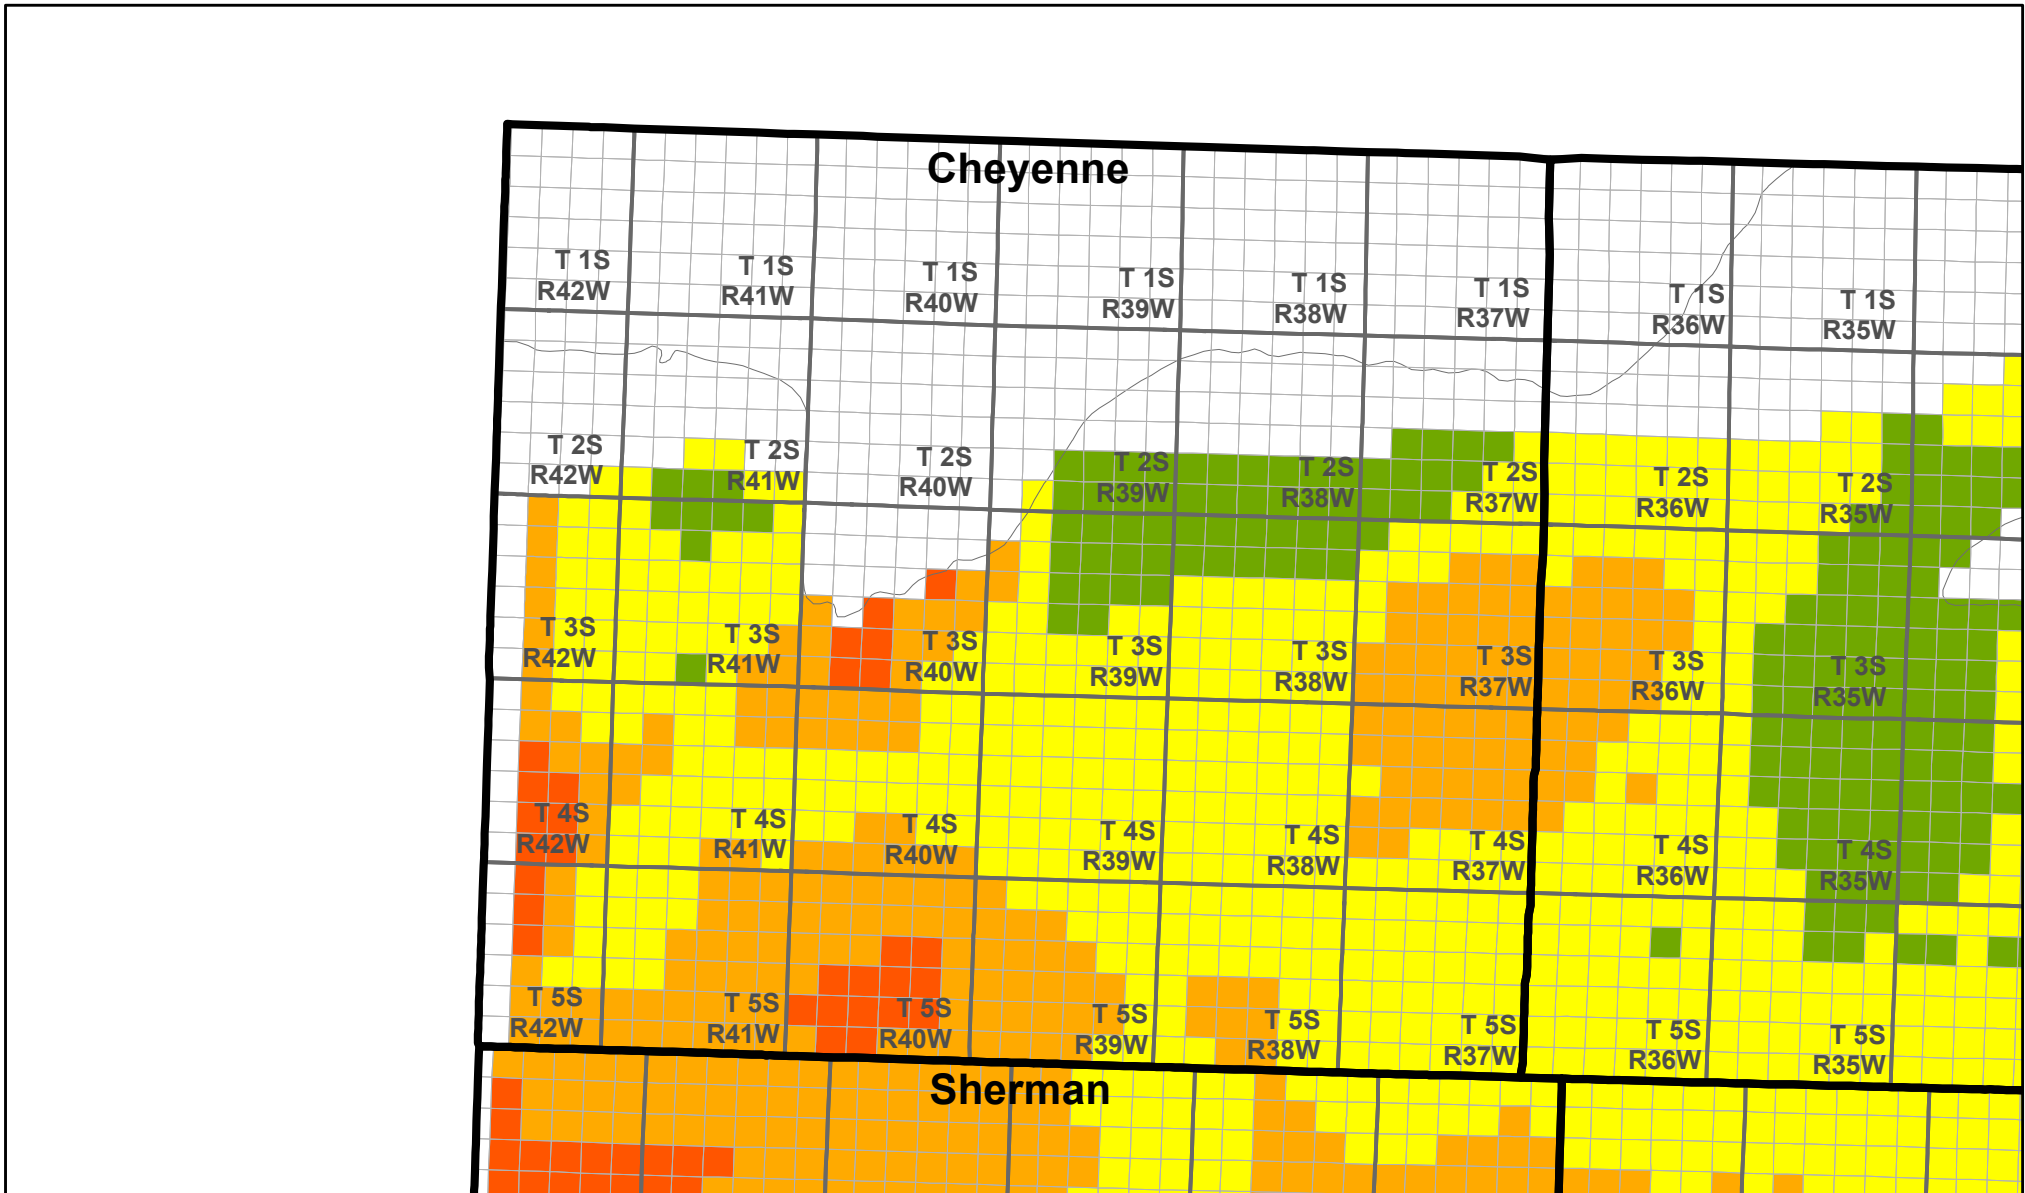 Cheyenne
T 1S
R42W
T 1S
R41W
T 1S
R40W
T 1S
R39W
T 1S
R38W
T 1S
R37W
T 1S
R36W
T 1S
R35W
T 2S
R42W
T 2S
R41W
T 2S
R40W
T 2S
R39W
T 2S
R38W
T 2S
R37W
T 2S
R36W
T 2S
R35W
T 3S
R42W
T 3S
R41W
T 3S
R40W
T 3S
R39W
T 3S
R38W
T 3S
R37W
T 3S
R36W
T 3S
R35W
T 4S
R42W
T 4S
R41W
T 4S
R40W
T 4S
R39W
T 4S
R38W
T 4S
R37W
T 4S
R36W
T 4S
R35W
T 5S
R42W
T 5S
R41W
T 5S
R40W
T 5S
R39W
T 5S
R38W
T 5S
R37W
T 5S
R36W
T 5S
R35W
Sherman